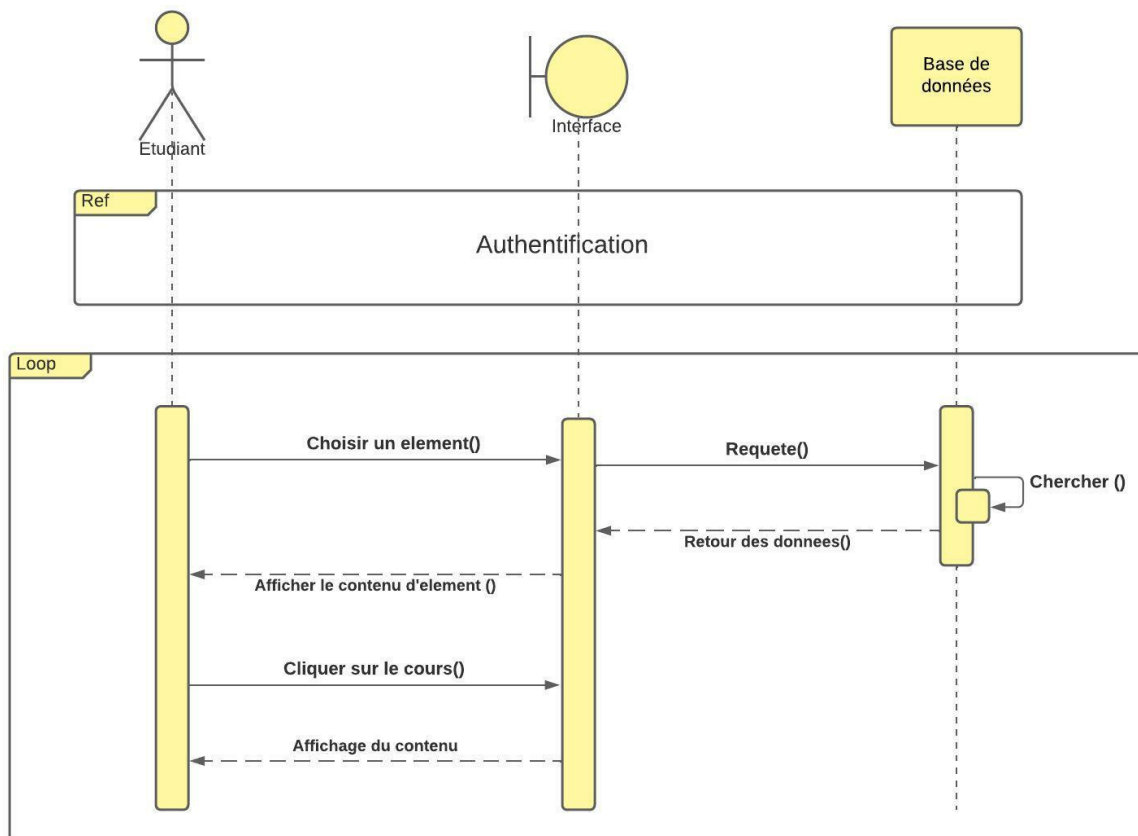 Etudiant
Interface
Base de
données
Ref
Authentification
Loop
Choisir un element()
Requete()
Chercher ()
Retour des donnees()
Afficher le contenu d'element ()
Cliquer sur le cours()
Affichage du contenu